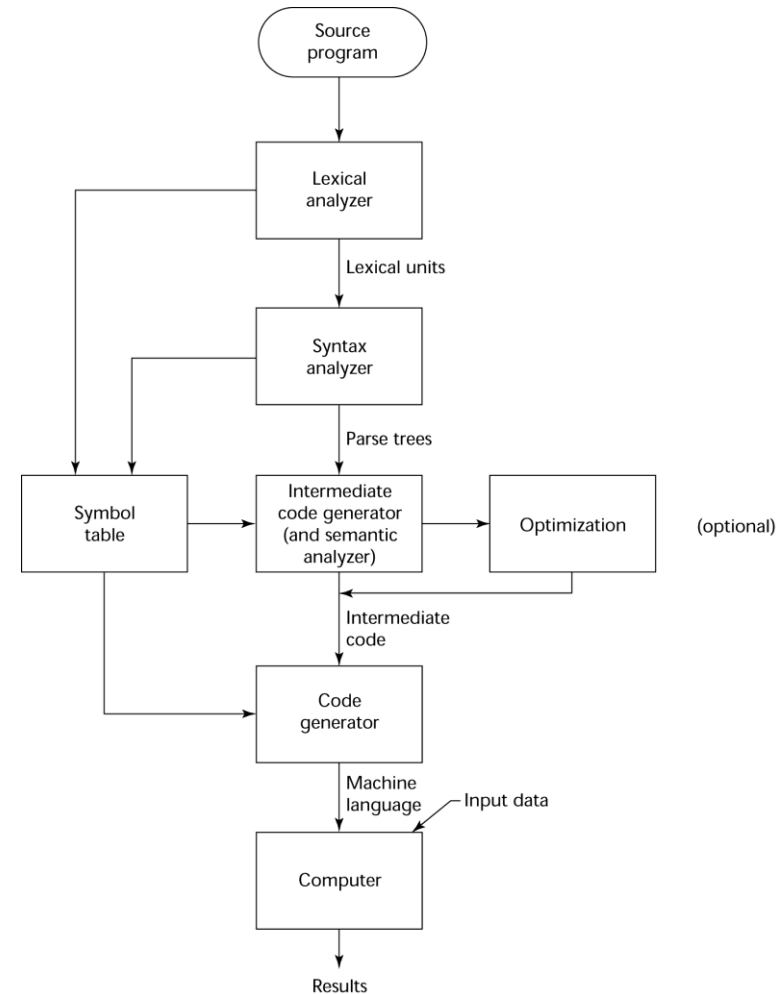 Source
program
Lexical
analyzer
Lexical units
Syntax
analyzer
Parse trees
Symbol
table
Intermediate
code generator
(and semantic
analyzer)
Optimization
(optional)
Intermediate
code
Code
generator
Machine
language
Input data
Computer
Results